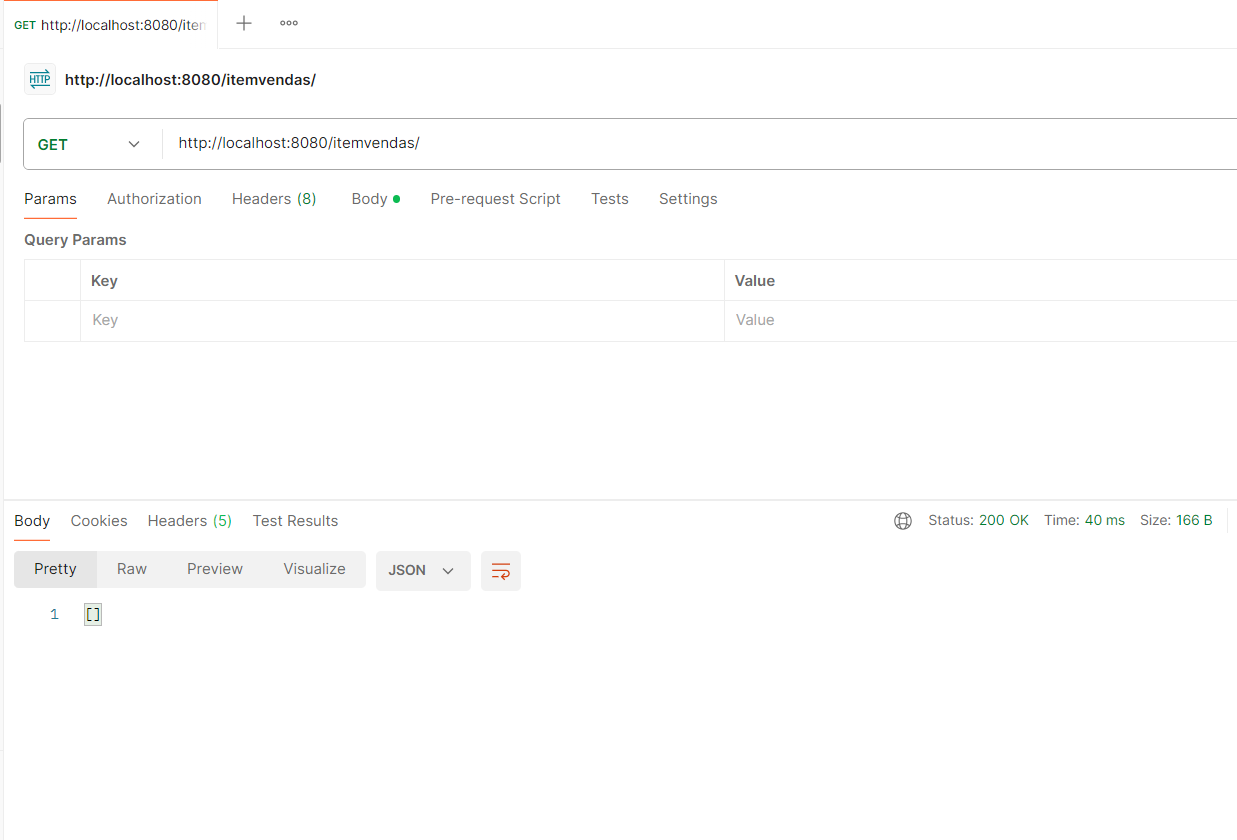 GET http://localhost:8080/iten
HTTP http://localhost:8080/itemvendas/
GET http://localhost:8080/itemvendas/
Params Authorization Headers (8) Body Pre-request Script Tests Settings
Query Params
Key Value
Key Value
Body Cookies Headers (5) Test Results Status: 200 OK Time: 40 ms Size: 166 B
Pretty Raw Preview Visualize JSON
1 []